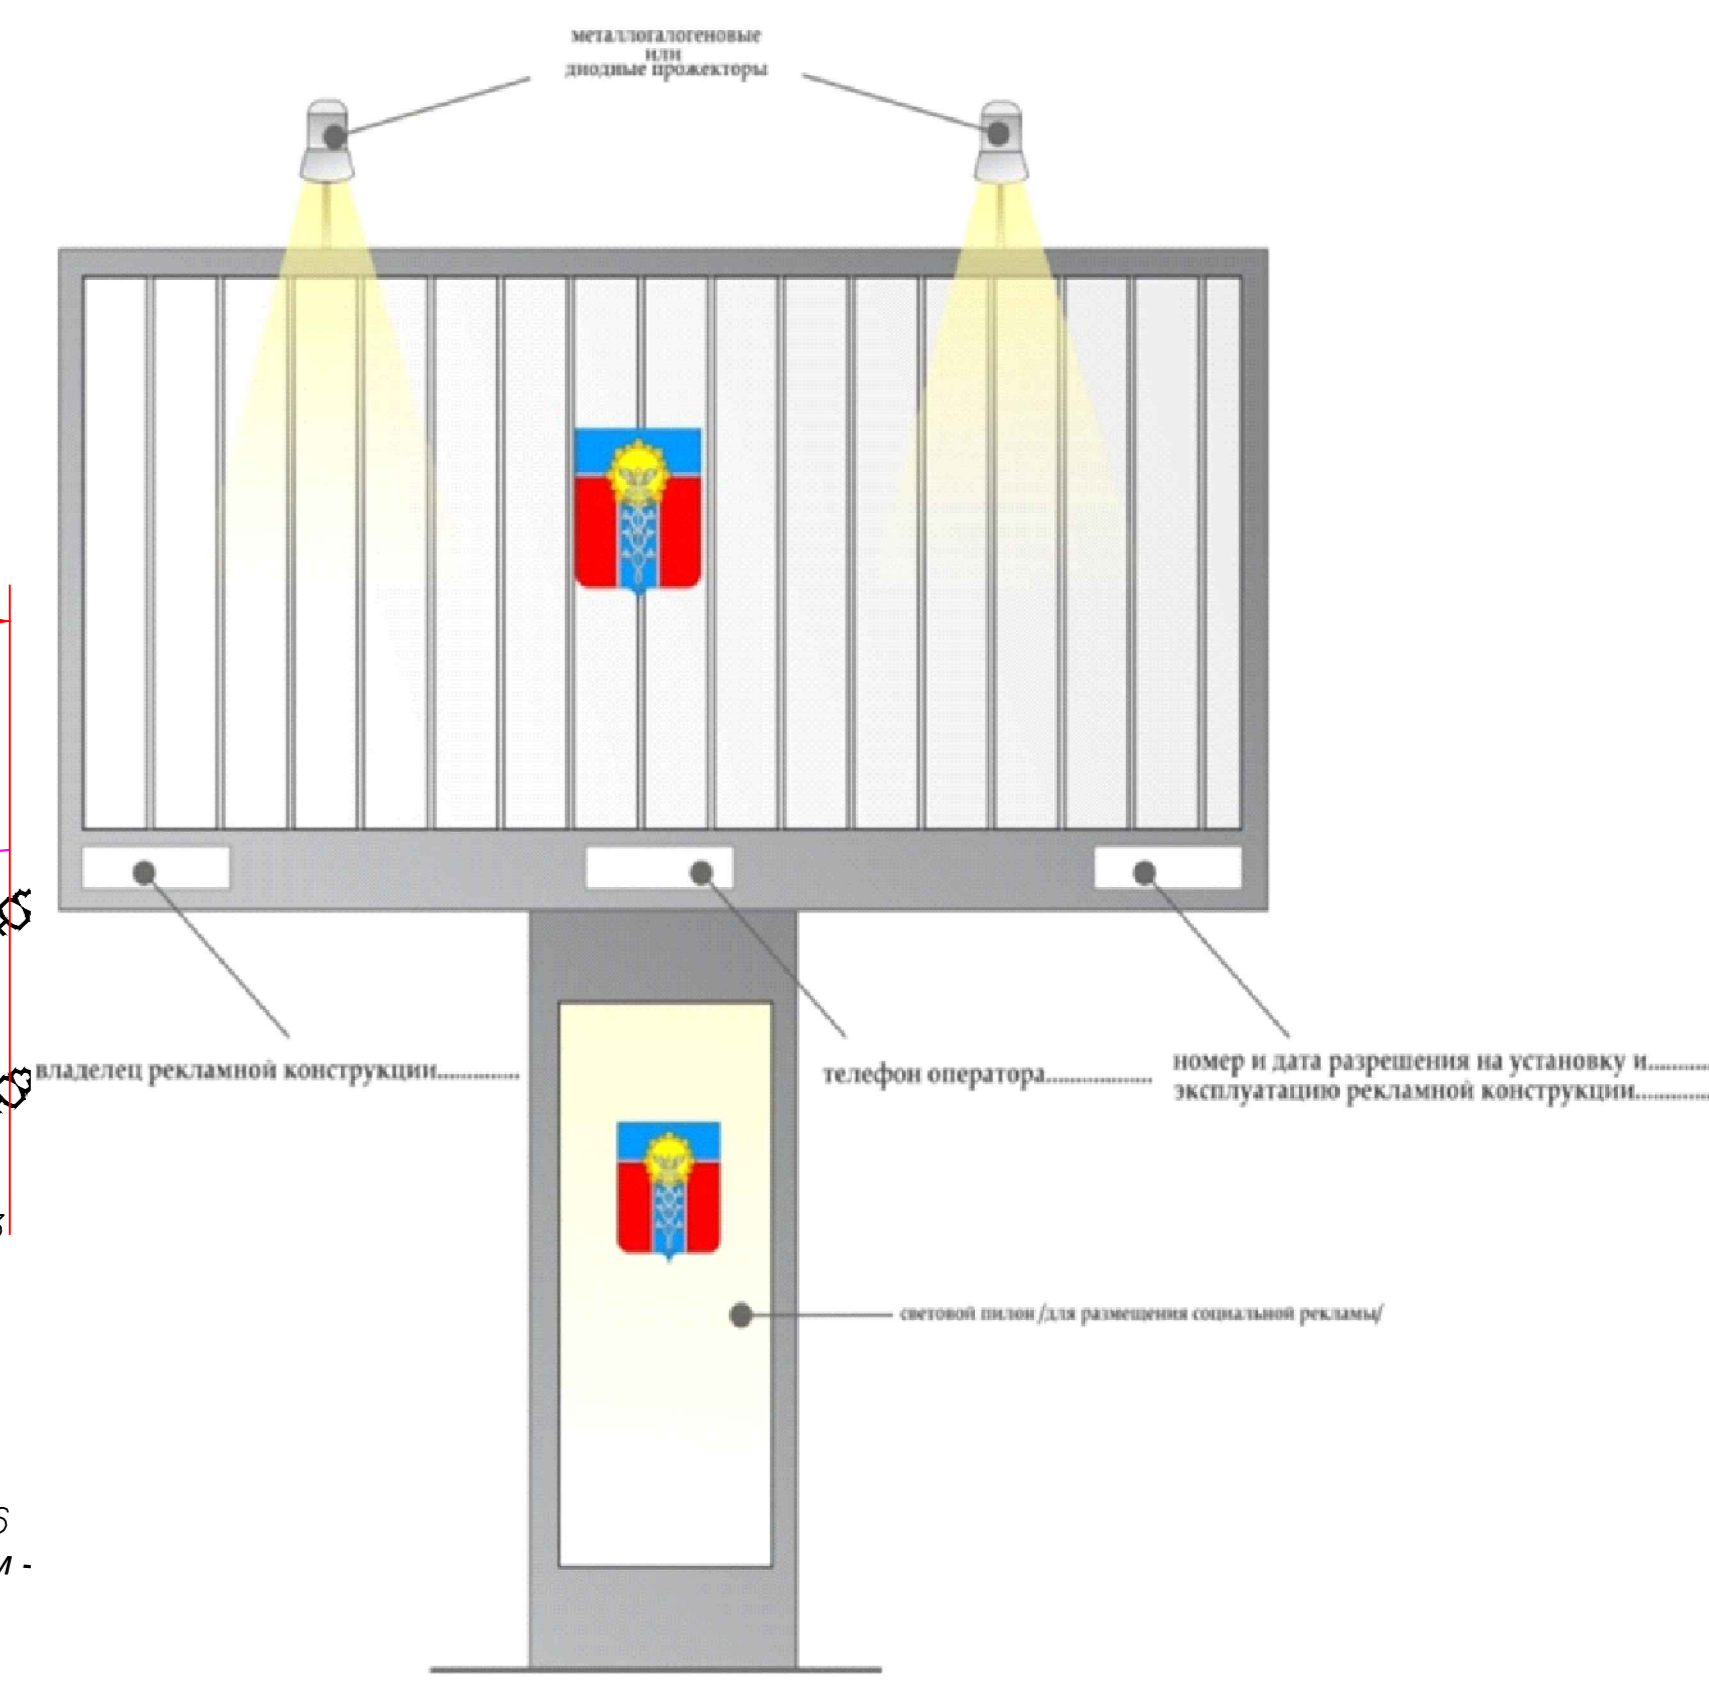 металлогалогеновые
или
диодные прожекторы
владелец рекламной конструкции...............
телефон оператора...................
номер и дата разрешения на установку и...........
эксплуатацию рекламной конструкции.............
световой пилон /для размещения социальной рекламы/
6
м -